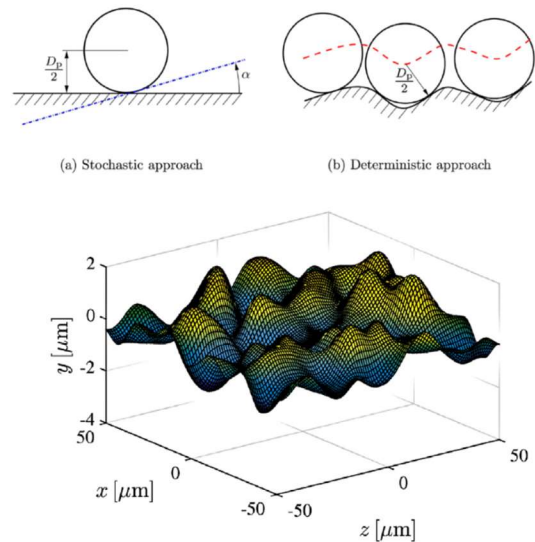 D_p
2
α
D_p
2
(a) Stochastic approach
(b) Deterministic approach
2
0
-2
-4
y [μm]
50
0
-50
x [μm]
-50
0
50
z [μm]